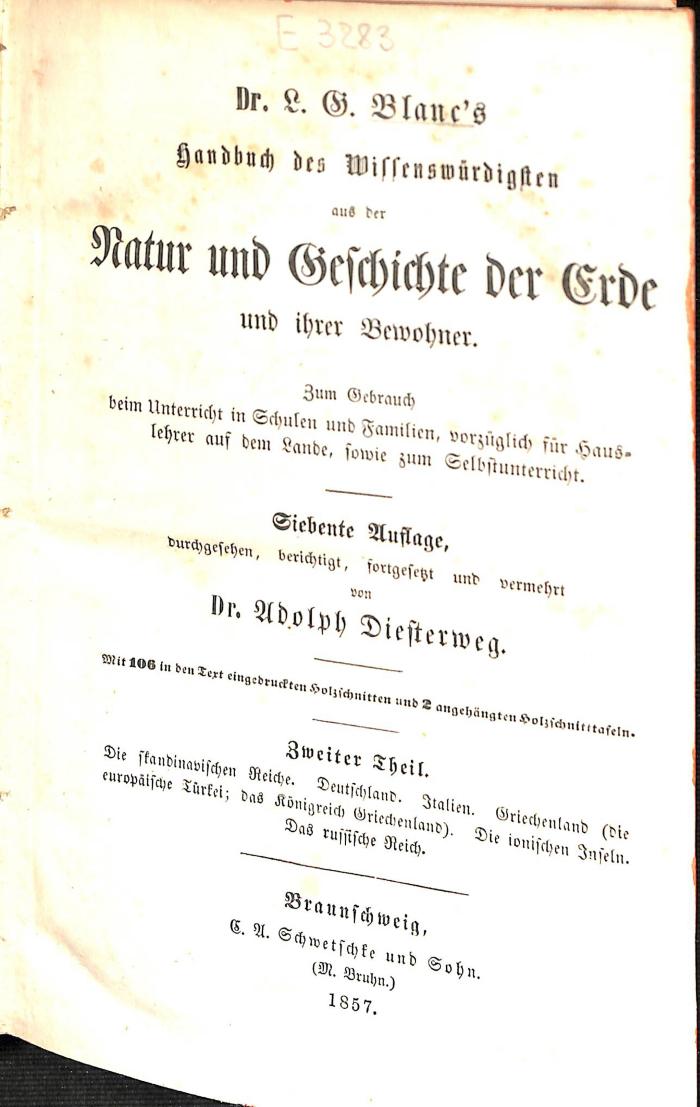 E 3283
Dr. L. G. Blanc's
Handbuch des Wissenswürdigsten
aus der
Natur und Geschichte der Erde
und ihrer Bewohner.
Zum Gebrauch
beim Unterricht in Schulen und Familien, vorzüglich für Haus-
lehrer auf dem Lande, sowie zum Selbstunterricht.
Siebente Auflage,
durchgesehen, berichtigt, fortgesetzt und vermehrt
von
Dr. Adolph Diesterweg.
Mit 106 in den Text eingedruckten Holzschnitten und 2 angehängten Holzschnitttafeln.
Zweiter Theil.
Die skandinavischen Reiche. Deutschland. Italien. Griechenland (die
europäische Türkei; das Königreich Griechenland). Die ionischen Inseln.
Das russische Reich.
Braunschweig,
C. A. Schwetschke und Sohn.
(M. Bruhn.)
1857.